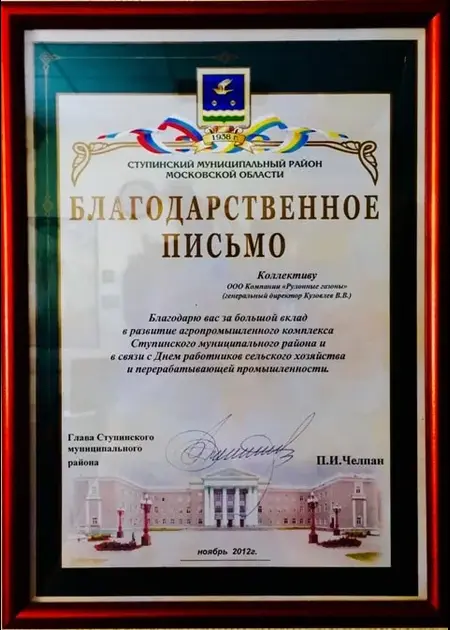 1938 г.
СТУПИНСКИЙ МУНИЦИПАЛЬНЫЙ РАЙОН
МОСКОВСКОЙ ОБЛАСТИ
БЛАГОДАРСТВЕННОЕ
ПИСЬМО
Коллективу
ООО Компании «Рулонные газоны»
(генеральный директор Кузовлев В.В.)
Благодарю вас за большой вклад
в развитие агропромышленного комплекса
Ступинского муниципального района и
в связи с Днем работников сельского хозяйства
и перерабатывающей промышленности.
Глава Ступинского
муниципального
района
П.И.Челпан
ноябрь 2012г.